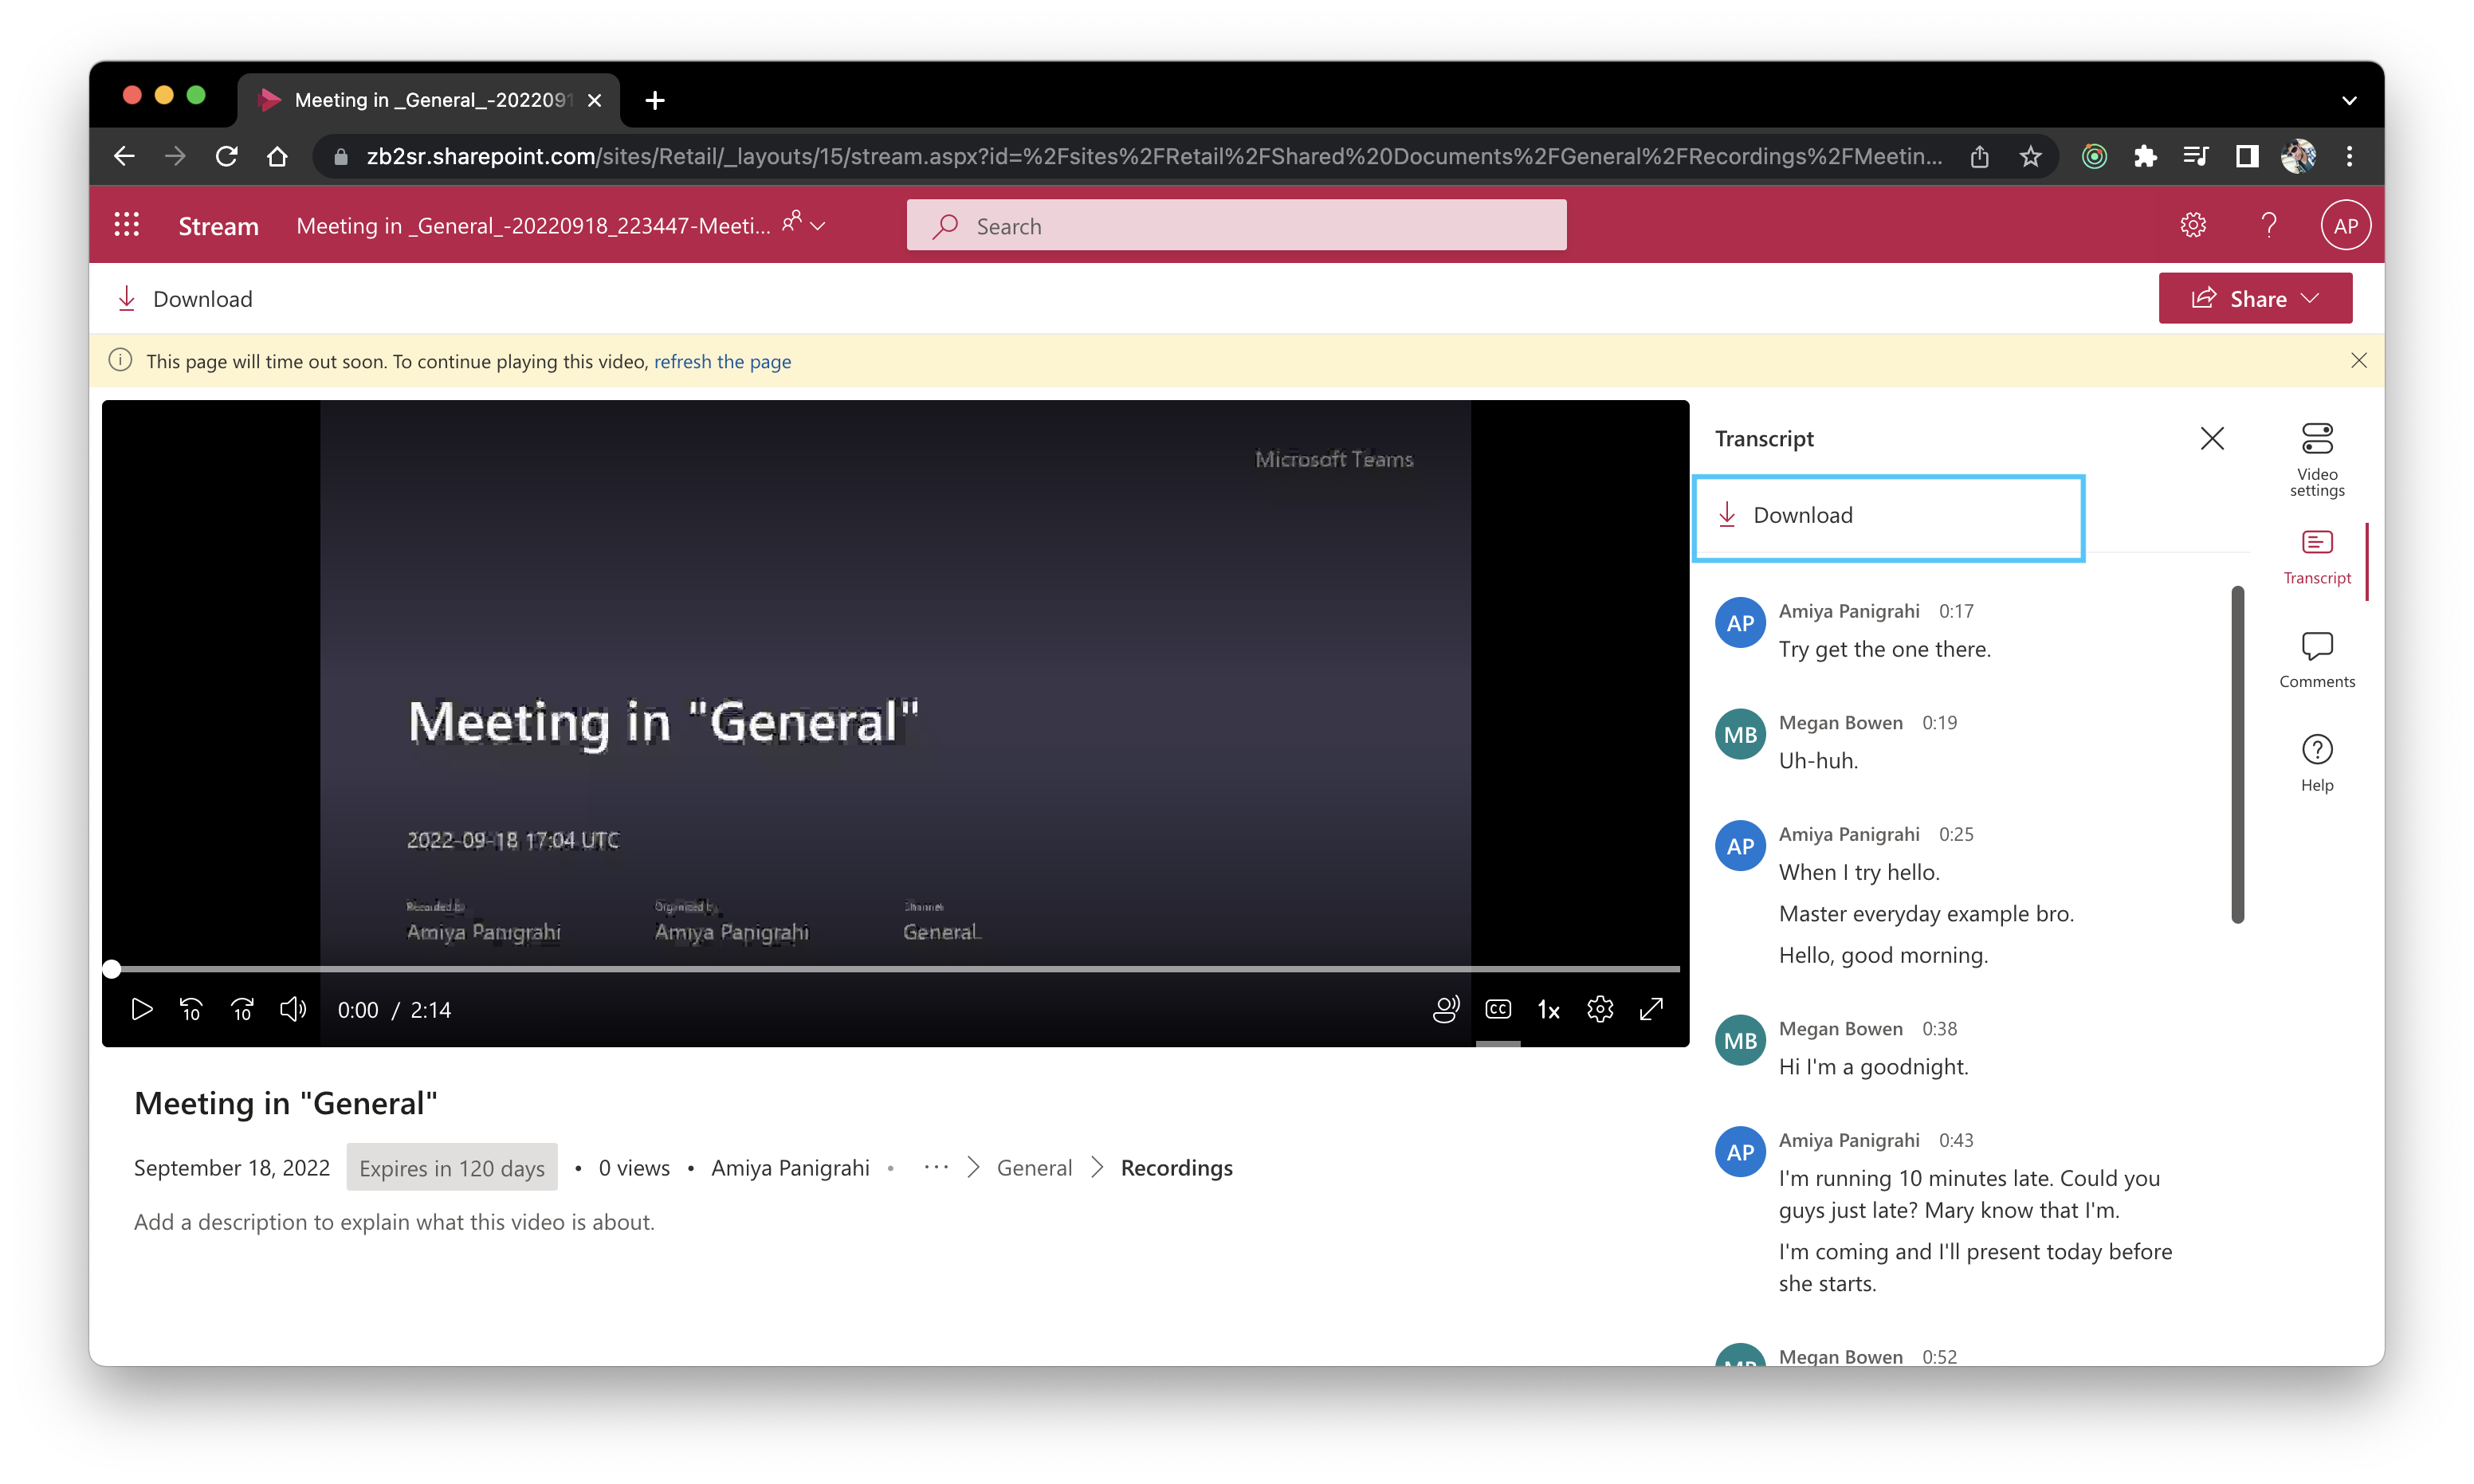 Meeting in _General_-2022091
zb2sr.sharepoint.com/sites/Retail/_layouts/15/stream.aspx?id=%2Fsites%2FRetail%2FShared%20Documents%2FGeneral%2FRecordings%2FMeetin...
Stream Meeting in _General_-20220918_223447-Meeti... Search AP
Download Share
This page will time out soon. To continue playing this video, refresh the page
Microsoft Teams
Meeting in "General"
2022-09-18 17:04 UTC
Recorded by Organized by Channel
Amiya Panigrahi Amiya Panigrahi General
10 10 0:00 / 2:14 CC 1x
Meeting in "General"
September 18, 2022 Expires in 120 days • 0 views • Amiya Panigrahi • ... > General > Recordings
Add a description to explain what this video is about.
Transcript
Download
AP Amiya Panigrahi 0:17
Try get the one there.
MB Megan Bowen 0:19
Uh-huh.
AP Amiya Panigrahi 0:25
When I try hello.
Master everyday example bro.
Hello, good morning.
MB Megan Bowen 0:38
Hi I'm a goodnight.
AP Amiya Panigrahi 0:43
I'm running 10 minutes late. Could you
guys just late? Mary know that I'm.
I'm coming and I'll present today before
she starts.
MB Megan Bowen 0:52
Video
settings
Transcript
Comments
Help